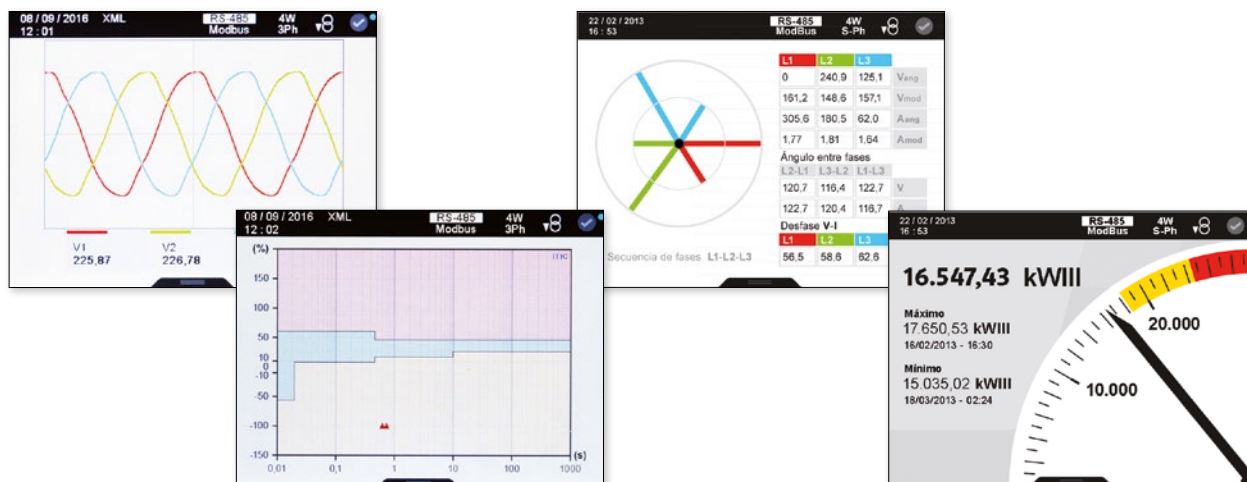 08 / 09 / 2016 XML RS-485 4W
12 : 01 Modbus 3Ph
V1 V2
225,87 226,78
08 / 09 / 2016 XML RS-485 4W
12 : 02 Modbus 3Ph
(%)
ITIC
150
100
50
10
0
-10
-50
-100
-150
0,01 0,1 1 10 100 1000
(s)
22 / 02 / 2013 RS-485 4W
16 : 53 ModBus S-Ph
L1 L2 L3
0 240,9 125,1 Vang
161,2 148,6 157,1 Vmod
305,6 180,5 62,0 Aang
1,77 1,81 1,64 Amod
Ángulo entre fases
L2-L1 L3-L2 L1-L3
120,7 116,4 122,7 V
122,7 120,4 116,7 A
Desfase V-I
L1 L2 L3
56,5 58,6 62,6
Secuencia de fases L1-L2-L3
22 / 02 / 2013 RS-485 4W
16 : 53 ModBus S-Ph
16.547,43 kWIII
Máximo
17.650,53 kWIII
16/02/2013 - 16:30
Mínimo
15.035,02 kWIII
18/03/2013 - 02:24
20.000
10.000